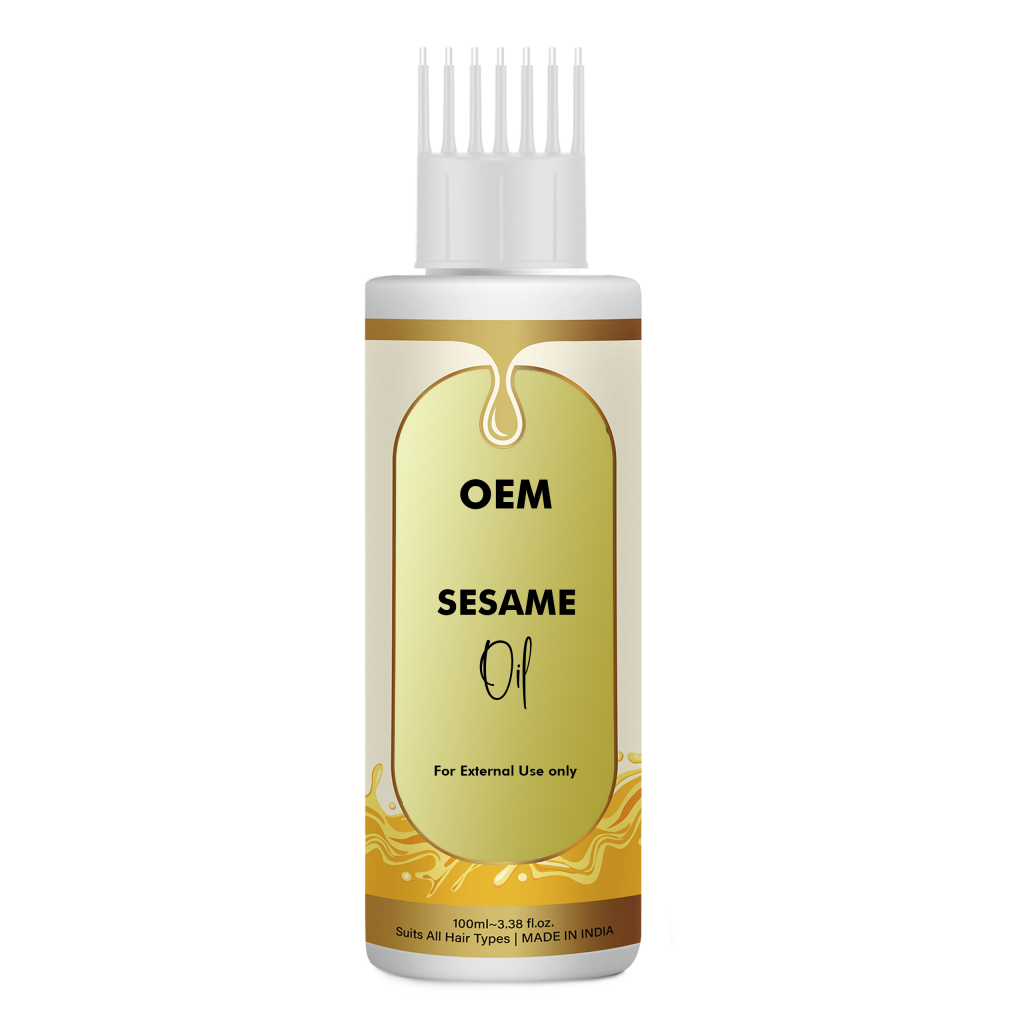 OEM
SESAME
Oil
For External Use only
100ml~3.38 fl.oz.
Suits All Hair Types | MADE IN INDIA